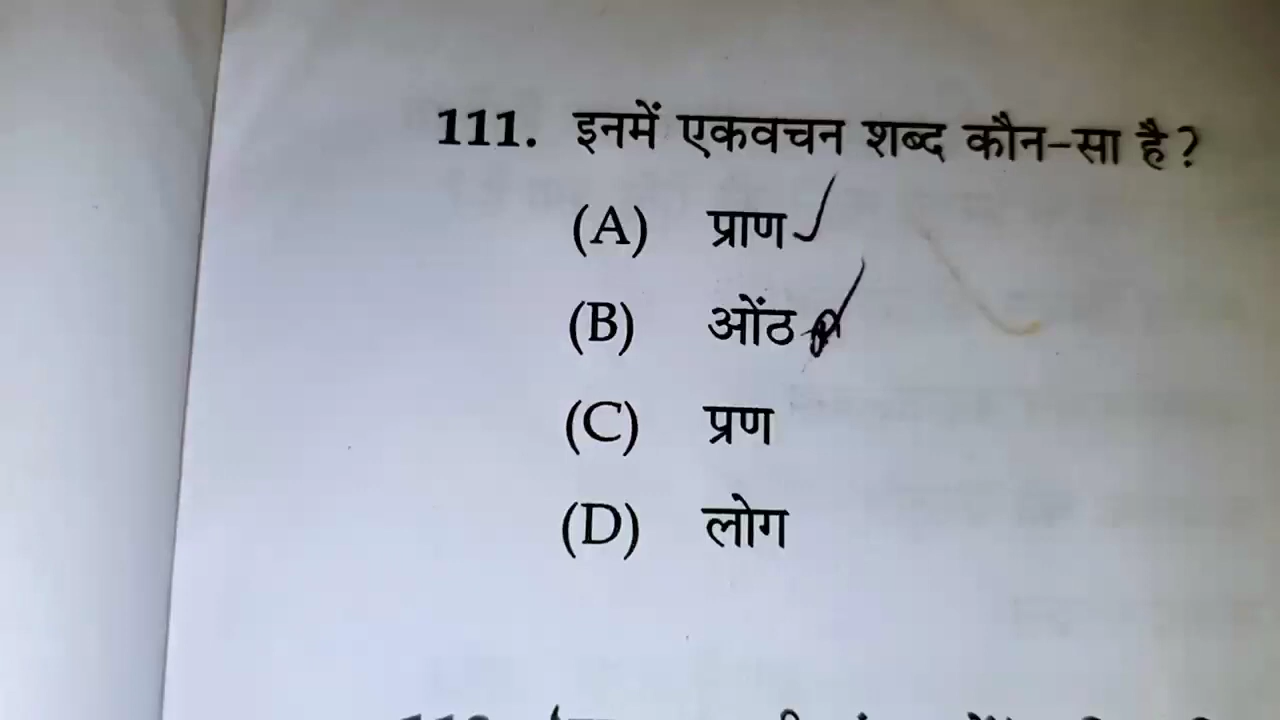 111. इनमें एकवचन शब्द कौन-सा है?
(A) प्राण
(B) ओंठ
(C) प्रण
(D) लोग